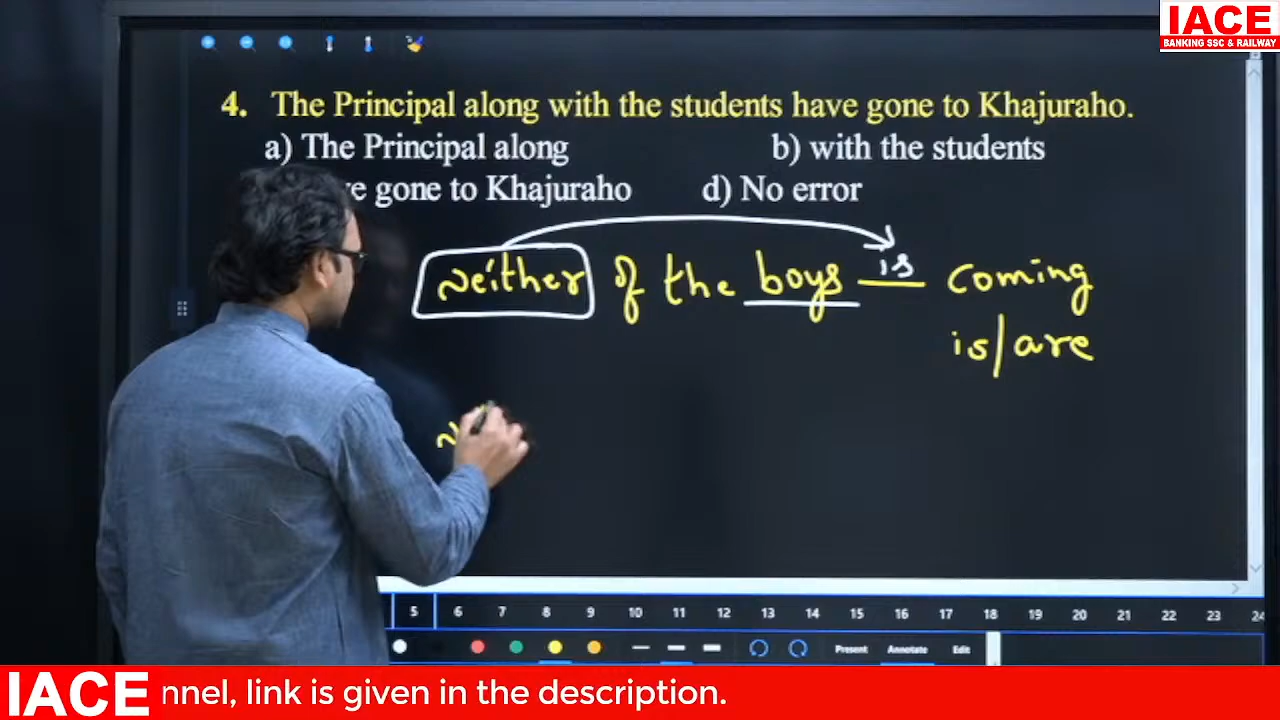 IACE
BANKING SSC & RAILWAY
4. The Principal along with the students have gone to Khajuraho.
a) The Principal along b) with the students
gone to Khajuraho d) No error
Neither of the boys is coming
is/are
5 6 7 8 9 10 11 12 13 14 15 16 17 18 19 20 21 22 23 24
Present Annotate Edit
IACE nnel, link is given in the description.